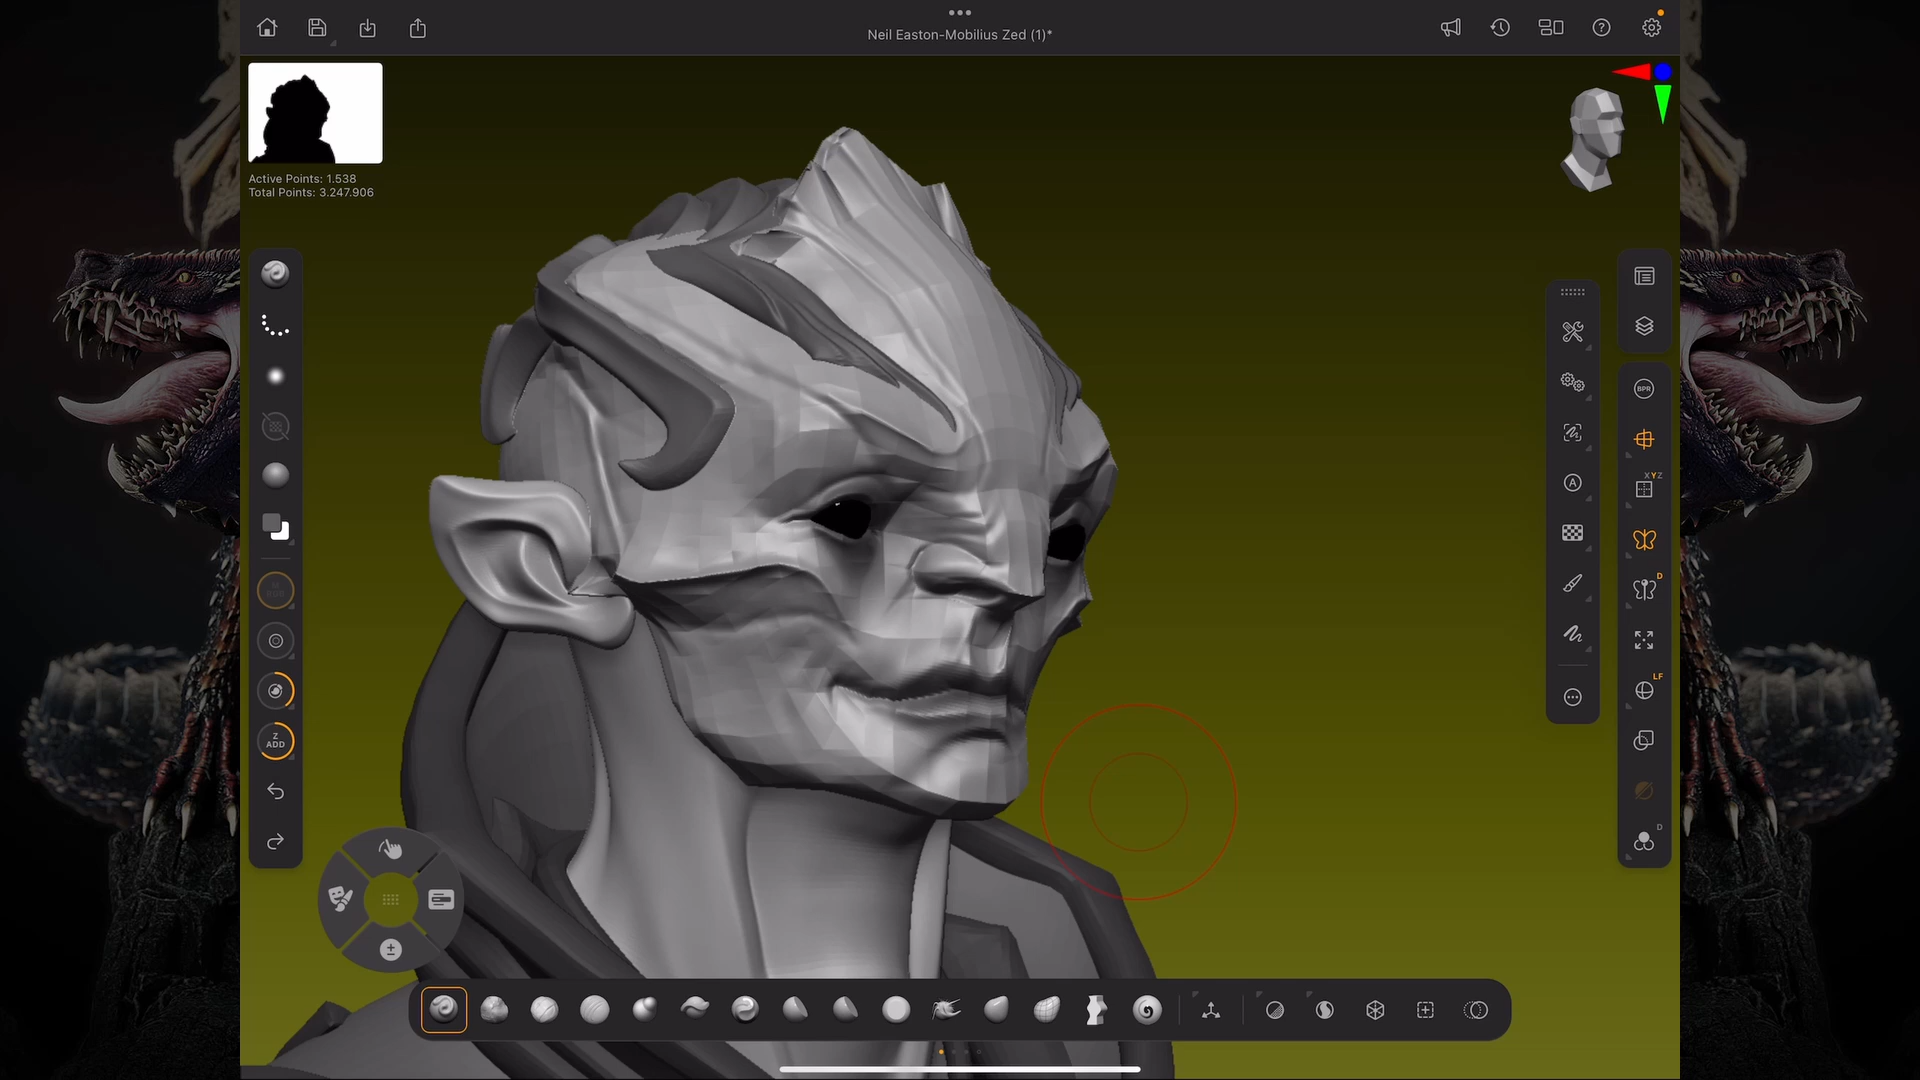 Neil Easton-Mobilius Zed (1)*
Active Points: 1.538
Total Points: 3.247.906
BPR
XYZ
A
D
LF
Z
ADD
D